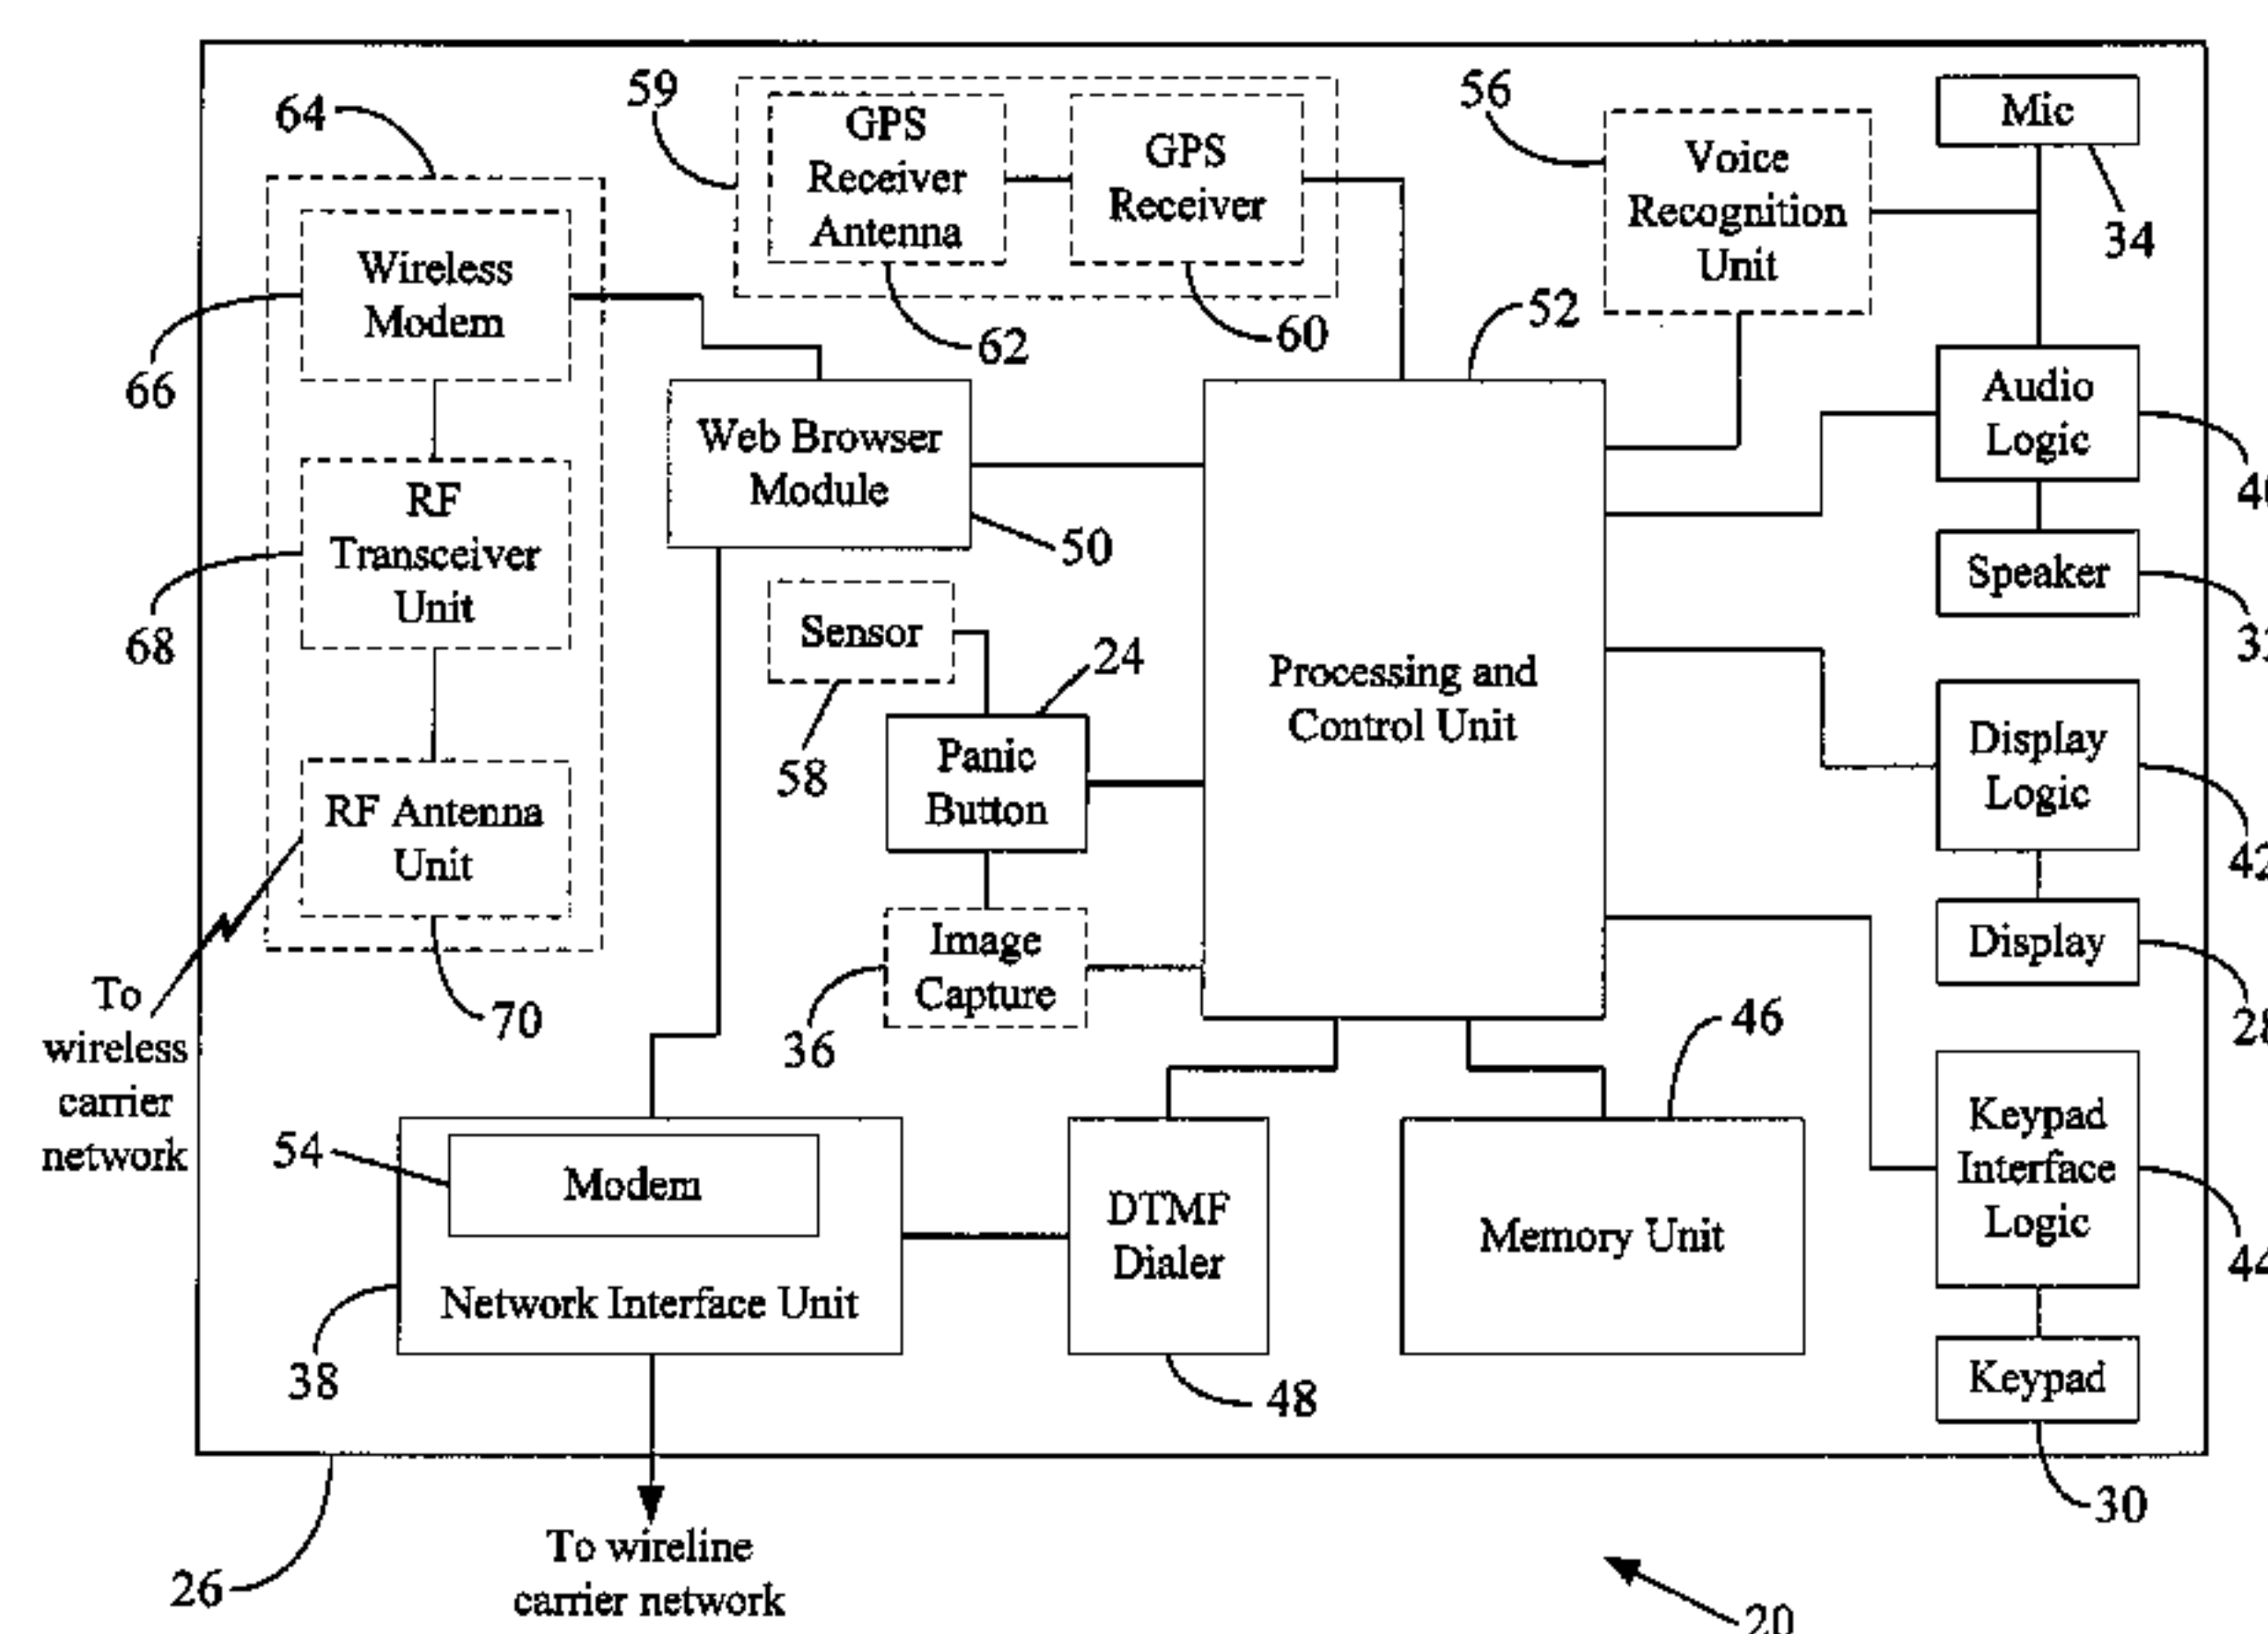 59
56
Mic
64
GPS
Receiver
Antenna
GPS
Receiver
Voice
Recognition
Unit
34
Wireless
Modem
66
62
60
52
Web Browser
Module
50
Audio
Logic
RF
Transceiver
Unit
68
Speaker
Sensor
58
24
Panic
Button
Processing and
Control Unit
Display
Logic
42
RF Antenna
Unit
70
Image
Capture
36
Display
28
To
wireless
carrier
network
46
54
Modem
Network Interface Unit
38
DTMF
Dialer
48
Memory Unit
Keypad
Interface
Logic
44
Keypad
30
26
To wireline
carrier network
20